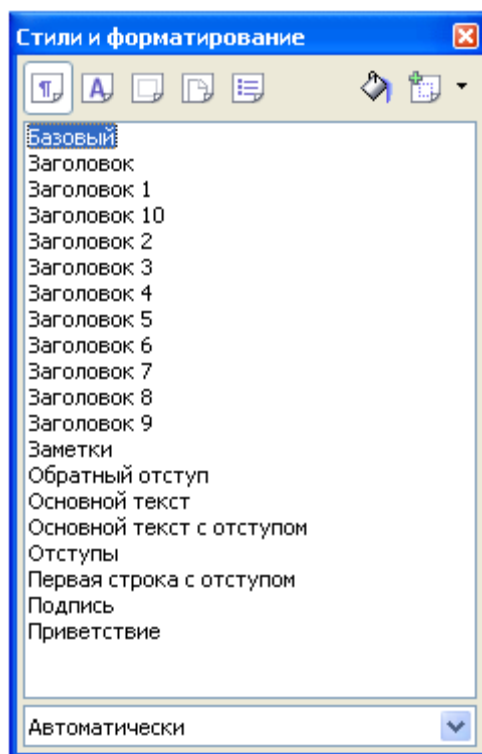 Стили и форматирование
Базовый
Заголовок
Заголовок 1
Заголовок 10
Заголовок 2
Заголовок 3
Заголовок 4
Заголовок 5
Заголовок 6
Заголовок 7
Заголовок 8
Заголовок 9
Заметки
Обратный отступ
Основной текст
Основной текст с отступом
Отступы
Первая строка с отступом
Подпись
Приветствие
Автоматически